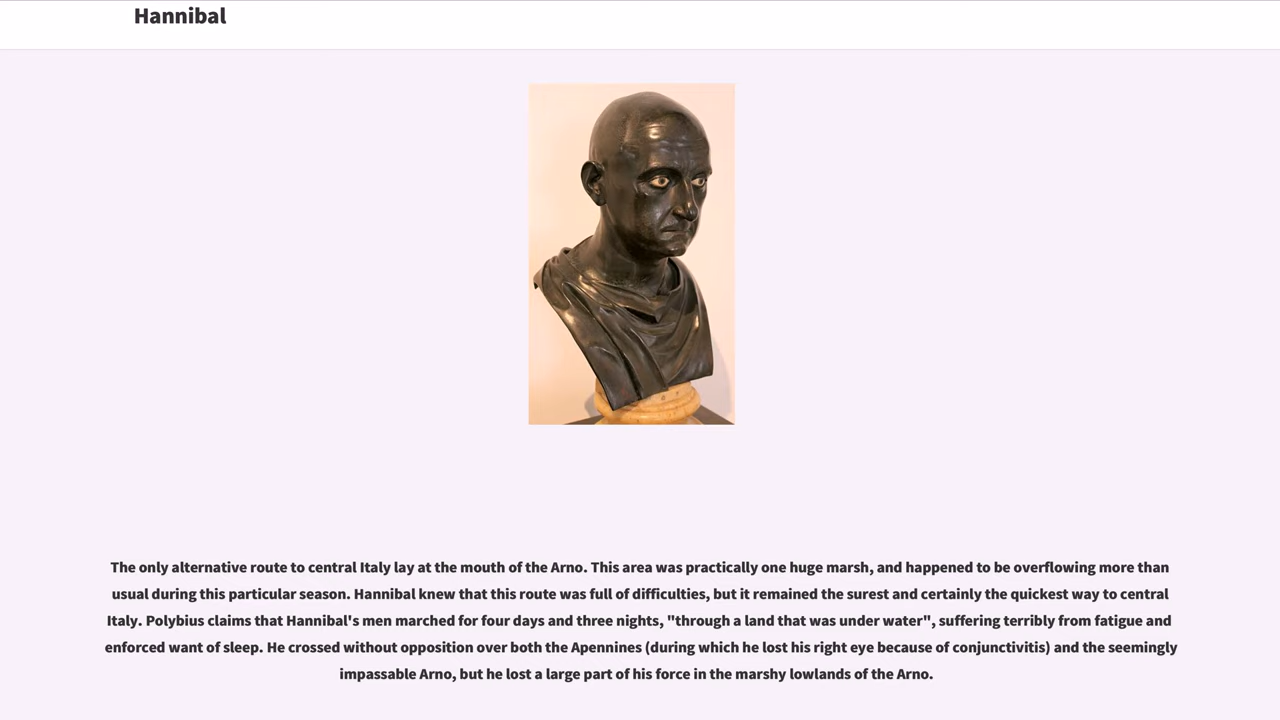 Hannibal
The only alternative route to central Italy lay at the mouth of the Arno. This area was practically one huge marsh, and happened to be overflowing more than
usual during this particular season. Hannibal knew that this route was full of difficulties, but it remained the surest and certainly the quickest way to central
Italy. Polybius claims that Hannibal's men marched for four days and three nights, "through a land that was under water", suffering terribly from fatigue and
enforced want of sleep. He crossed without opposition over both the Apennines (during which he lost his right eye because of conjunctivitis) and the seemingly
impassable Arno, but he lost a large part of his force in the marshy lowlands of the Arno.